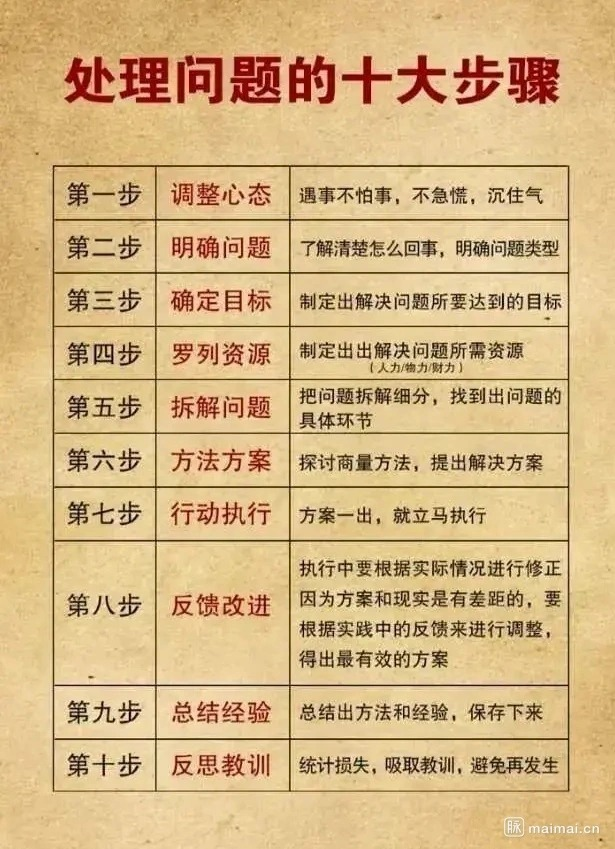 处理问题的十大步骤
第一步 调整心态 遇事不怕事，不急慌，沉住气
第二步 明确问题 了解清楚怎么回事，明确问题类型
第三步 确定目标 制定出解决问题所要达到的目标
第四步 罗列资源 制定出出解决问题所需资源
（人力/物力/财力）
第五步 拆解问题 把问题拆解细分，找到出问题的
具体环节
第六步 方法方案 探讨商量方法，提出解决方案
第七步 行动执行 方案一出，就立马执行
第八步 反馈改进 执行中要根据实际情况进行修正
因为方案和现实是有差距的，要
根据实践中的反馈来进行调整，
得出最有效的方案
第九步 总结经验 总结出方法和经验，保存下来
第十步 反思教训 统计损失，吸取教训，避免再发生
脉 maimai.cn